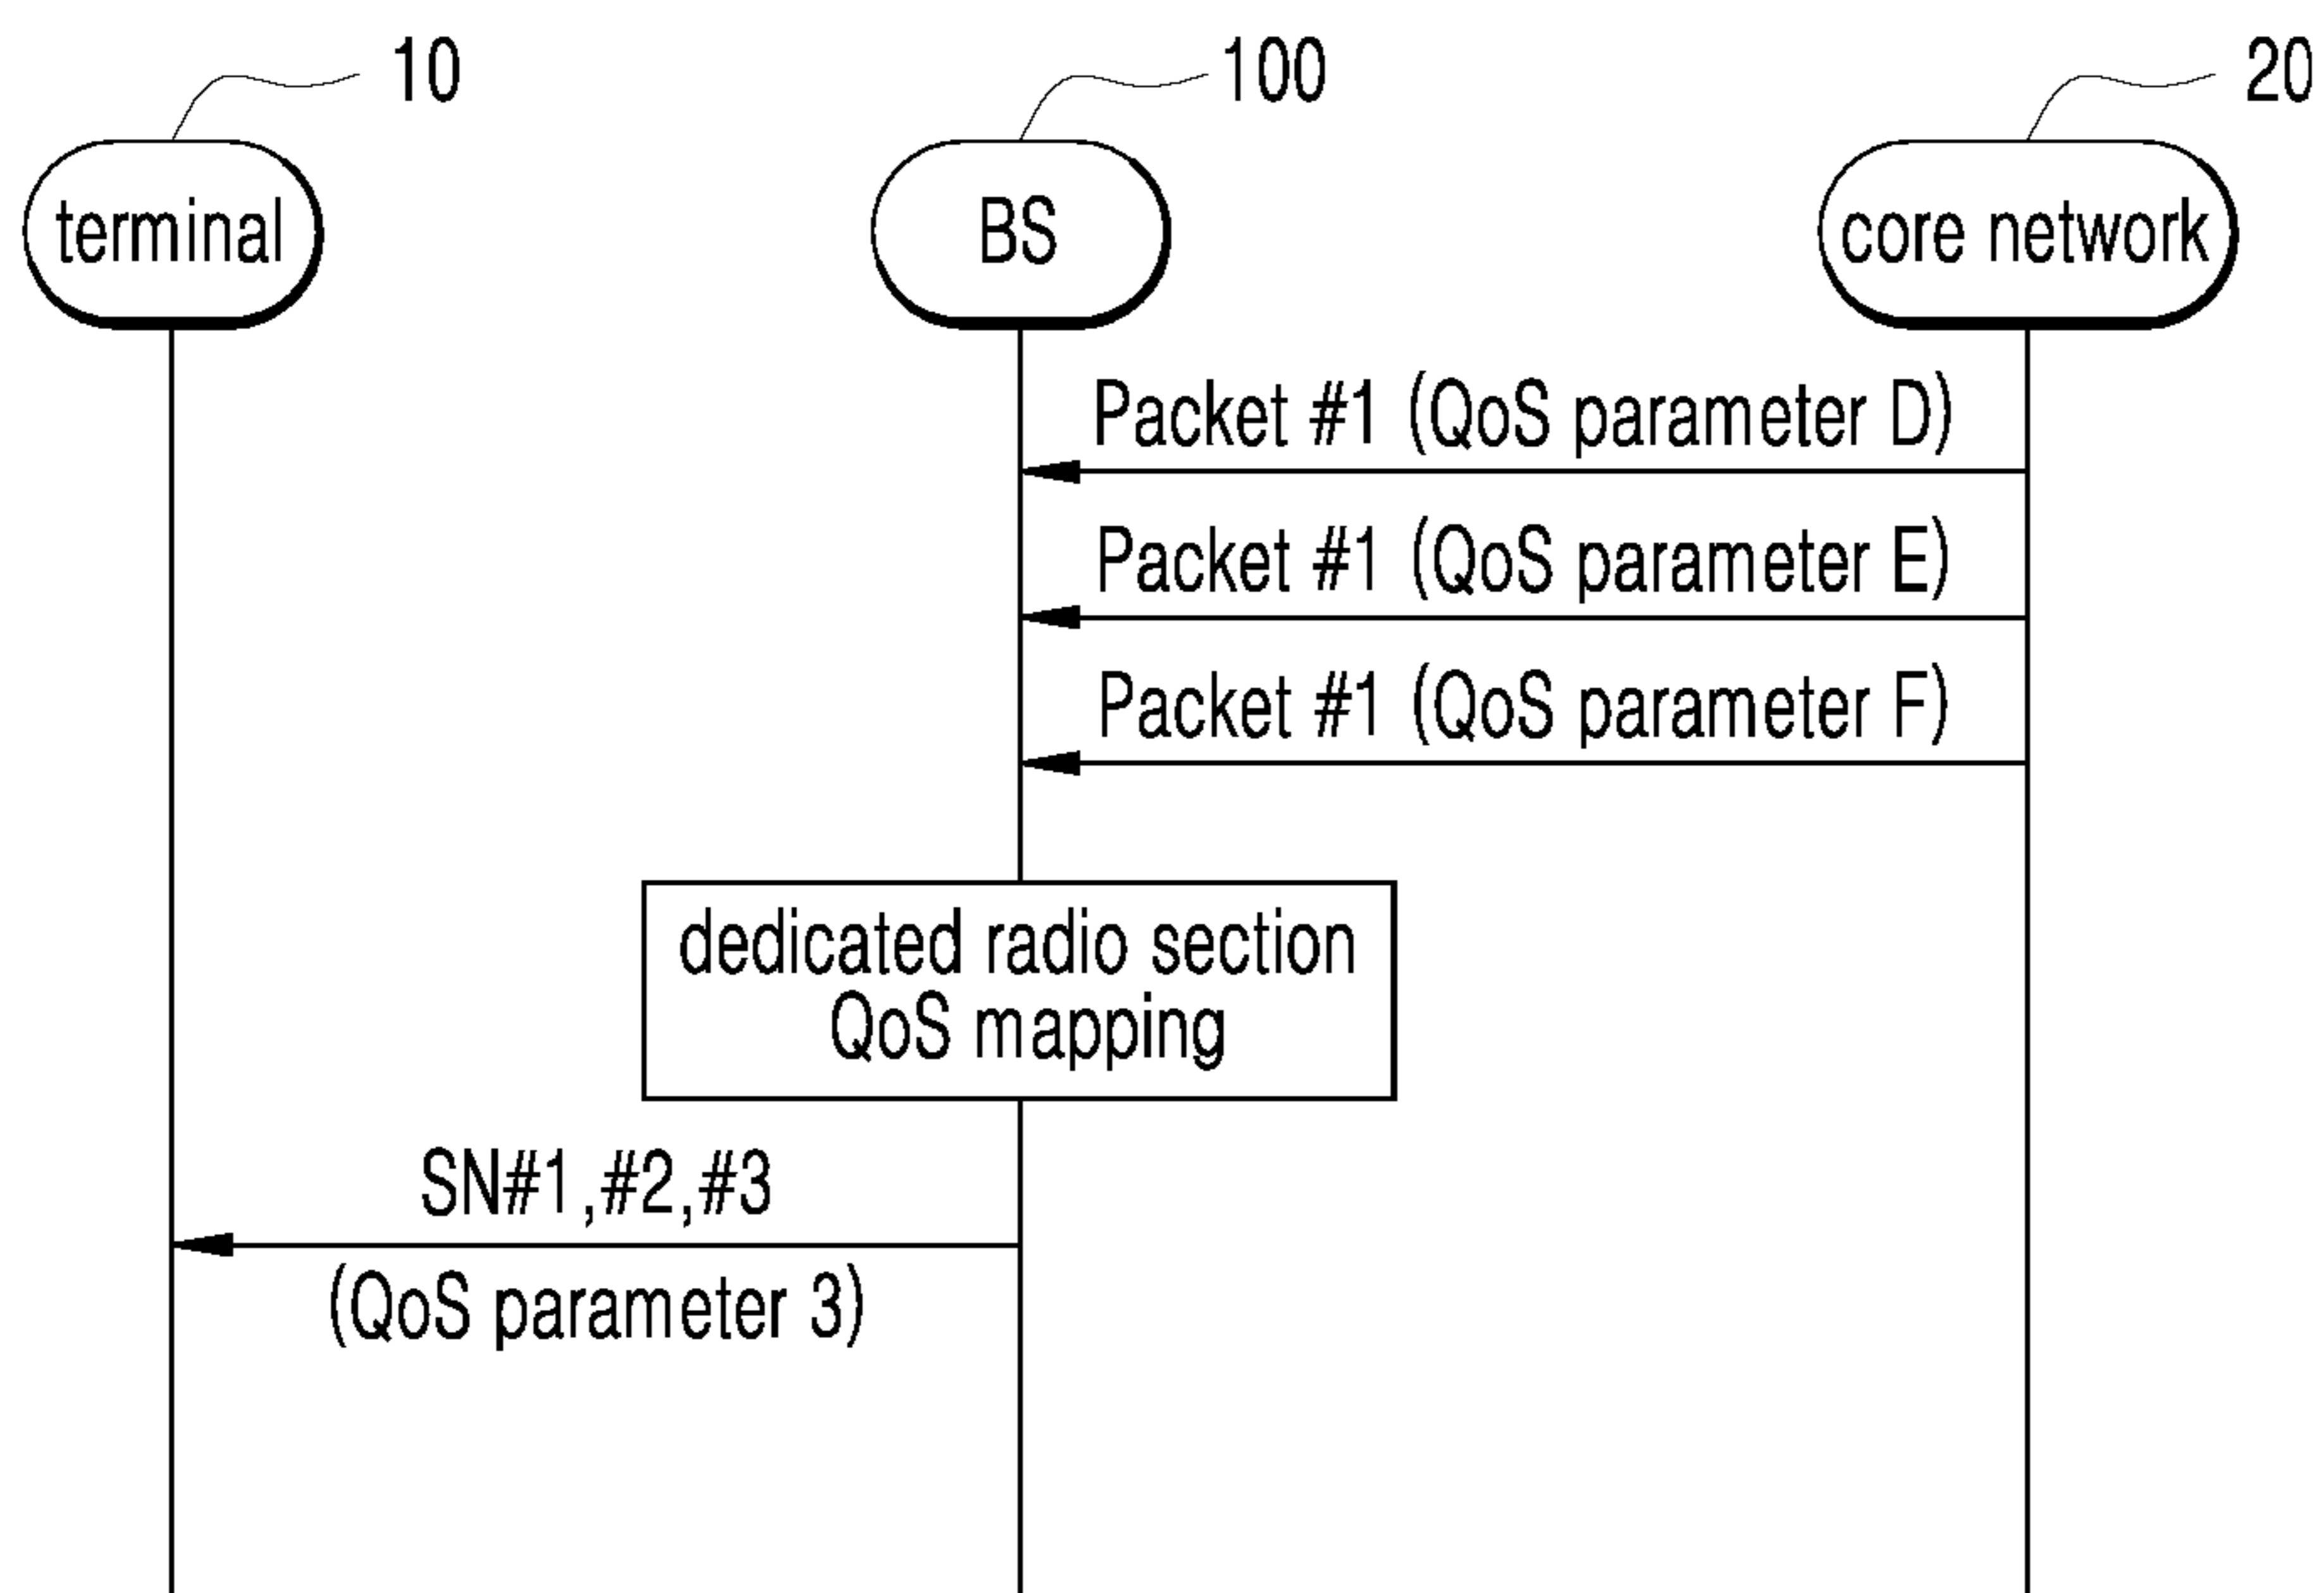 10
100
20
terminal
BS
core network
Packet #1 (QoS parameter D)
Packet #1 (QoS parameter E)
Packet #1 (QoS parameter F)
dedicated radio section
QoS mapping
SN#1,#2,#3
(QoS parameter 3)